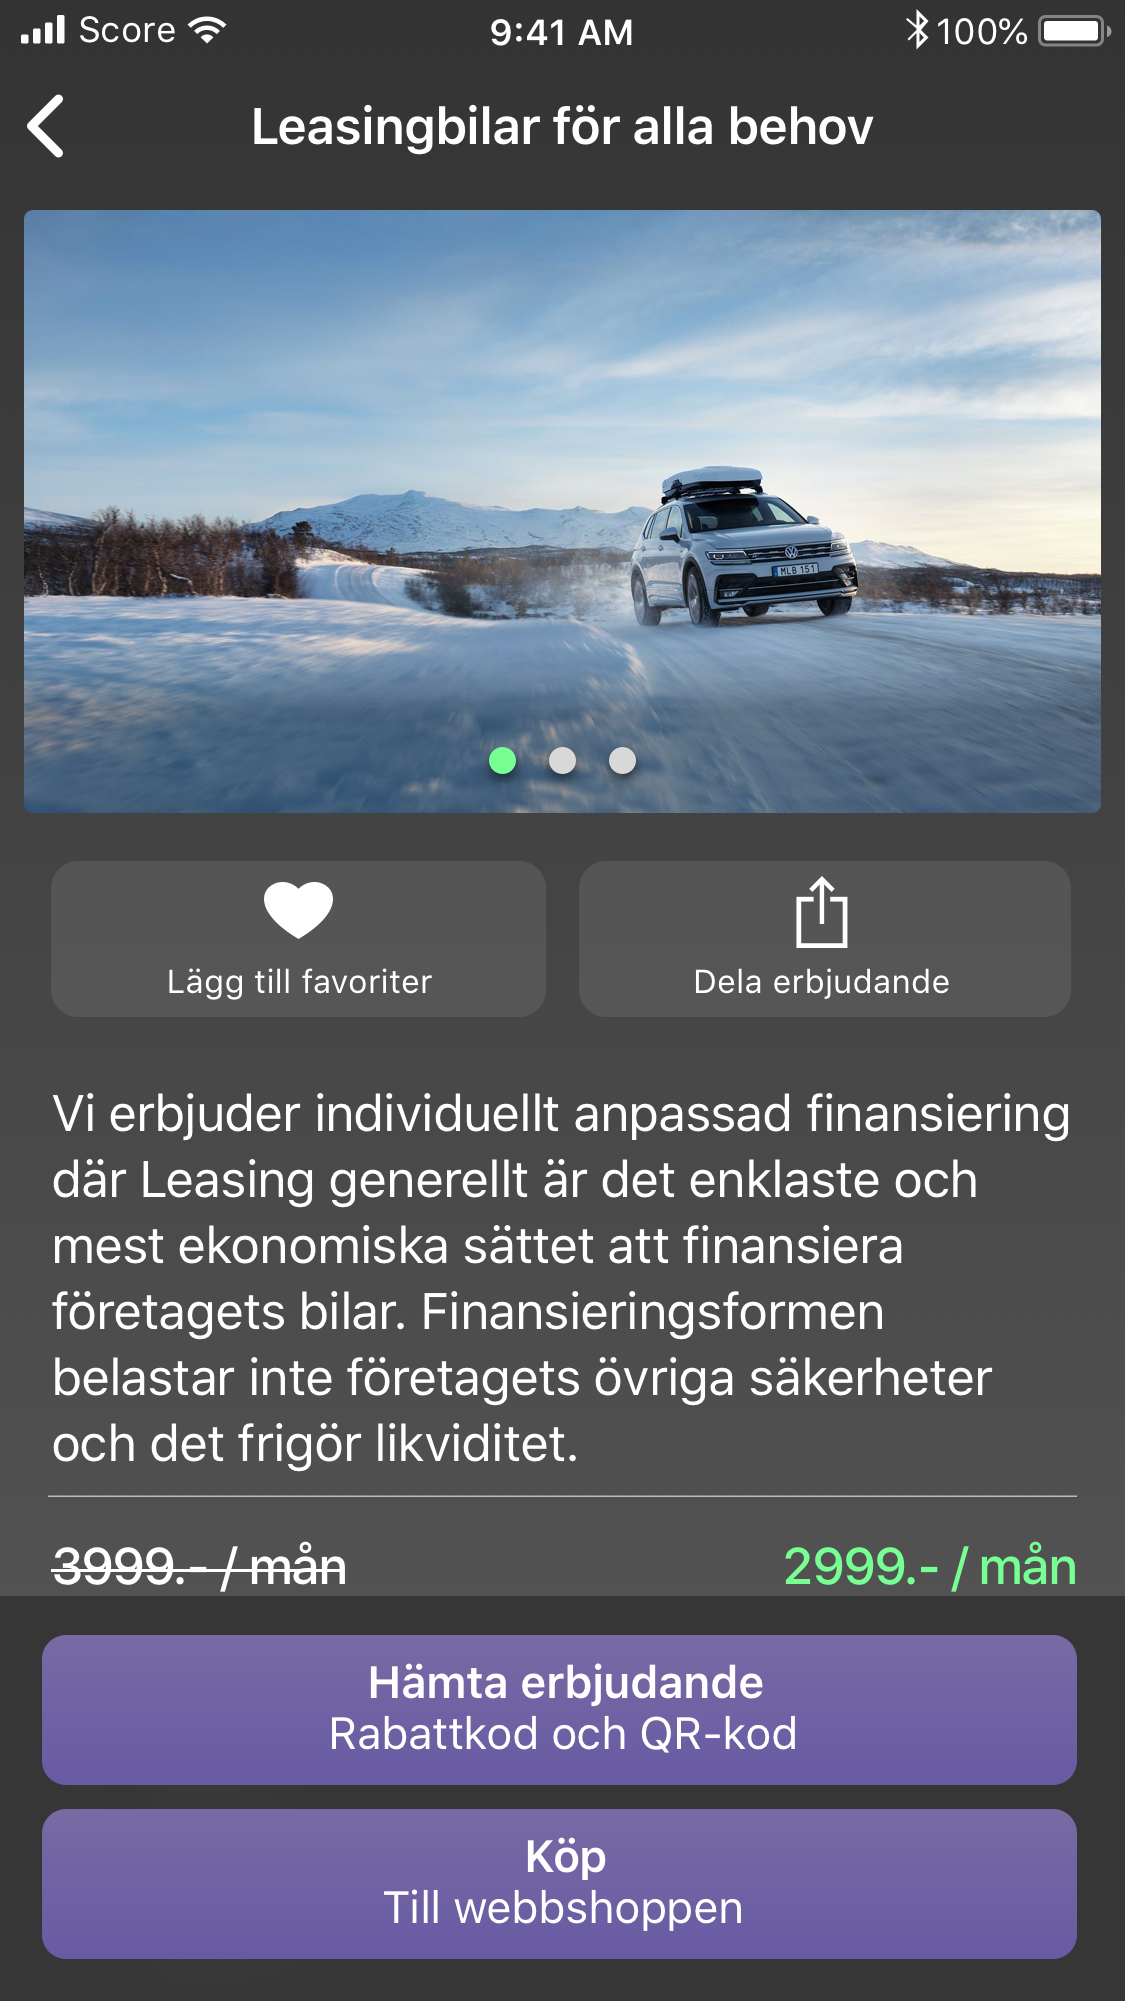 Score
9:41 AM
100%
Leasingbilar för alla behov
MLB 151
Lägg till favoriter
Dela erbjudande
Vi erbjuder individuellt anpassad finansiering
där Leasing generellt är det enklaste och
mest ekonomiska sättet att finansiera
företagets bilar. Finansieringsformen
belastar inte företagets övriga säkerheter
och det frigör likviditet.
3999.- / mån
2999.- / mån
Hämta erbjudande
Rabattkod och QR-kod
Köp
Till webbshoppen